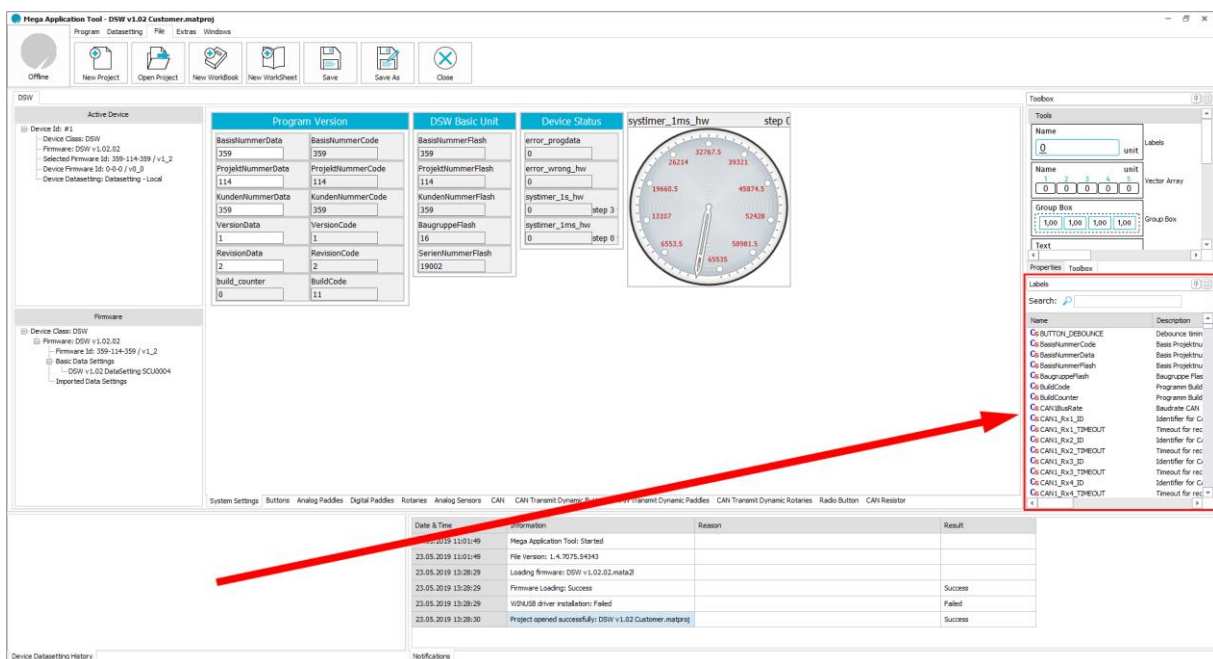 Mega Application Tool - DSW v1.02 Customer.matproj
Program Datasetting File Extras Windows
Offline
New Project
Open Project
New WorkBook
New WorkSheet
Save
Save As
Close
DSW
Active Device
Device Id: #1
Device Class: DSW
Firmware: DSW v1.02.02
Selected Firmware Id: 359-114-359 / v1_2
Device Firmware Id: 0-0-0 / v0_0
Device Datasetting: Datasetting - Local
Firmware
Device Class: DSW
Firmware: DSW v1.02.02
Firmware Id: 359-114-359 / v1_2
Basic Data Settings
DSW v1.02 DataSetting SCU0004
Imported Data Settings
Program Version
BasisNummerData BasisNummerCode
359 359
ProjektNummerData ProjektNummerCode
114 114
KundenNummerData KundenNummerCode
359 359
VersionData VersionCode
1 1
RevisionData RevisionCode
2 2
build_counter BuildCode
0 11
DSW Basic Unit
BasisNummerFlash
359
ProjektNummerFlash
114
KundenNummerFlash
359
BaugruppeFlash
16
SerienNummerFlash
19002
Device Status
error_progdata
0
error_wrong_hw
0
systimer_1s_hw
0 step 3
systimer_1ms_hw
0 step 0
systimer_1ms_hw step 0
32767.5
26214 39321
19660.5 45874.5
13107 52428
6553.5 58981.5
65535
System Settings Buttons Analog Paddles Digital Paddles Rotaries Analog Sensors CAN CAN Transmit Dynamic Transmit Dynamic Paddles CAN Transmit Dynamic Rotaries Radio Button CAN Resistor
Toolbox
Tools
Name
0 unit
Labels
Name unit
1 2 3 4 5
0 0 0 0 0
Vector Array
Group Box
1,00 1,00 1,00 1,00
Group Box
Text
Properties Toolbox
Labels
Search:
Name Description
BUTTON_DEBOUNCE Debounce timin
BasisNummerCode Basis Projektnu
BasisNummerData Basis Projektnu
BasisNummerFlash Basis Projektnu
BaugruppeFlash Baugruppe Flas
BuildCode Programm Build
BuildCounter Programm Build
CAN1BusRate Baudrate CAN
CAN1_Rx1_ID Identifier for CA
CAN1_Rx1_TIMEOUT Timeout for rec
CAN1_Rx2_ID Identifier for CA
CAN1_Rx2_TIMEOUT Timeout for rec
CAN1_Rx3_ID Identifier for CA
CAN1_Rx3_TIMEOUT Timeout for rec
CAN1_Rx4_ID Identifier for CA
CAN1_Rx4_TIMEOUT Timeout for rec
Date & Time Information Reason Result
11:01:49 Mega Application Tool: Started
23.05.2019 11:01:49 File Version: 1.4.7075.54343
23.05.2019 13:28:29 Loading firmware: DSW v1.02.02.mata2l
23.05.2019 13:28:29 Firmware Loading: Success Success
23.05.2019 13:28:29 WINUSB driver installation: Failed Failed
23.05.2019 13:28:30 Project opened successfully: DSW v1.02 Customer.matproj Success
Device Datasetting History
Notifications